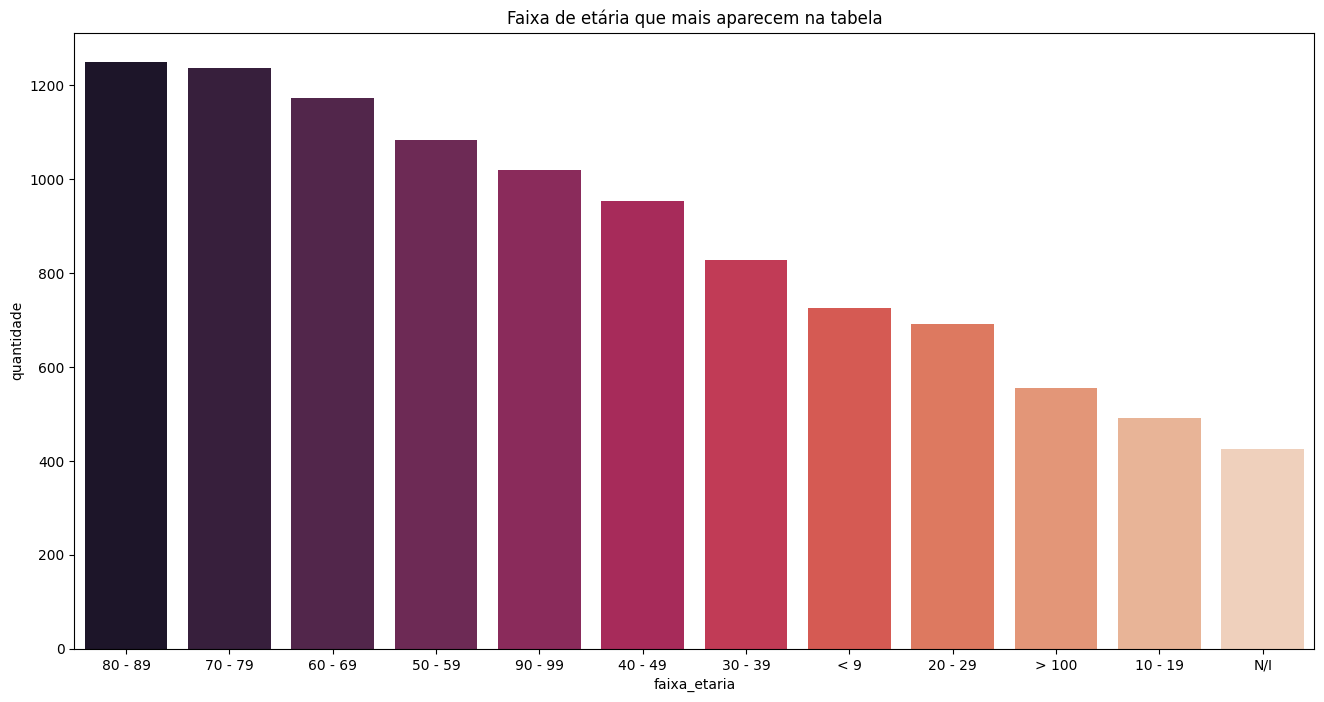 Faixa de etária que mais aparecem na tabela
quantidade
1200
1000
800
600
400
200
0
80 - 89
70 - 79
60 - 69
50 - 59
90 - 99
40 - 49
30 - 39
< 9
20 - 29
> 100
10 - 19
N/I
faixa_etaria